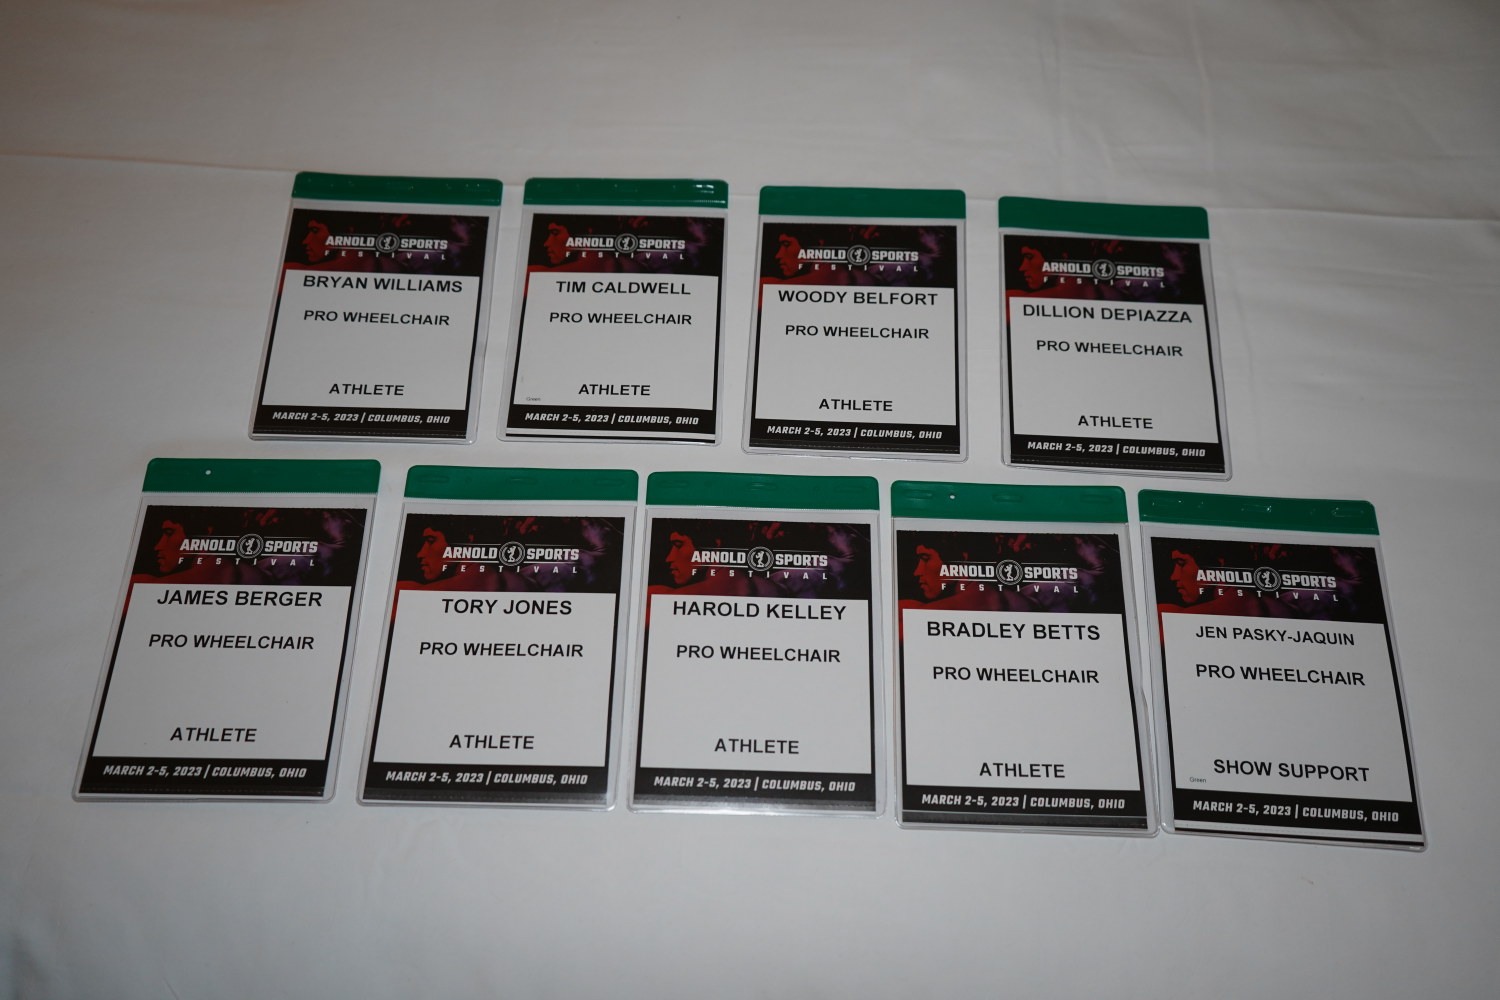 ARNOLD SPORTS
FESTIVAL
BRYAN WILLIAMS
PRO WHEELCHAIR
ATHLETE
MARCH 2-5, 2023 | COLUMBUS, OHIO
ARNOLD SPORTS
FESTIVAL
TIM CALDWELL
PRO WHEELCHAIR
ATHLETE
Green
MARCH 2-5, 2023 | COLUMBUS, OHIO
ARNOLD SPORTS
FESTIVAL
WOODY BELFORT
PRO WHEELCHAIR
ATHLETE
MARCH 2-5, 2023 | COLUMBUS, OHIO
ARNOLD SPORTS
FESTIVAL
DILLION DEPIAZZA
PRO WHEELCHAIR
ATHLETE
MARCH 2-5, 2023 | COLUMBUS, OHIO
ARNOLD SPORTS
FESTIVAL
JAMES BERGER
PRO WHEELCHAIR
ATHLETE
MARCH 2-5, 2023 | COLUMBUS, OHIO
ARNOLD SPORTS
FESTIVAL
TORY JONES
PRO WHEELCHAIR
ATHLETE
MARCH 2-5, 2023 | COLUMBUS, OHIO
ARNOLD SPORTS
FESTIVAL
HAROLD KELLEY
PRO WHEELCHAIR
ATHLETE
MARCH 2-5, 2023 | COLUMBUS, OHIO
ARNOLD SPORTS
FESTIVAL
BRADLEY BETTS
PRO WHEELCHAIR
ATHLETE
MARCH 2-5, 2023 | COLUMBUS, OHIO
ARNOLD SPORTS
FESTIVAL
JEN PASKY-JAQUIN
PRO WHEELCHAIR
SHOW SUPPORT
Green
MARCH 2-5, 2023 | COLUMBUS, OHIO